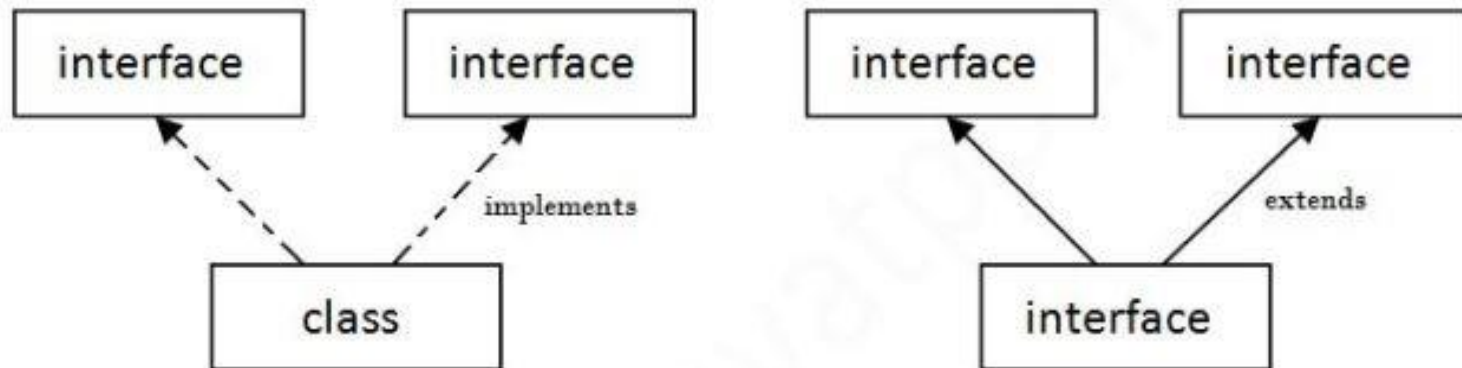 interface interface interface interface
implements extends
class interface